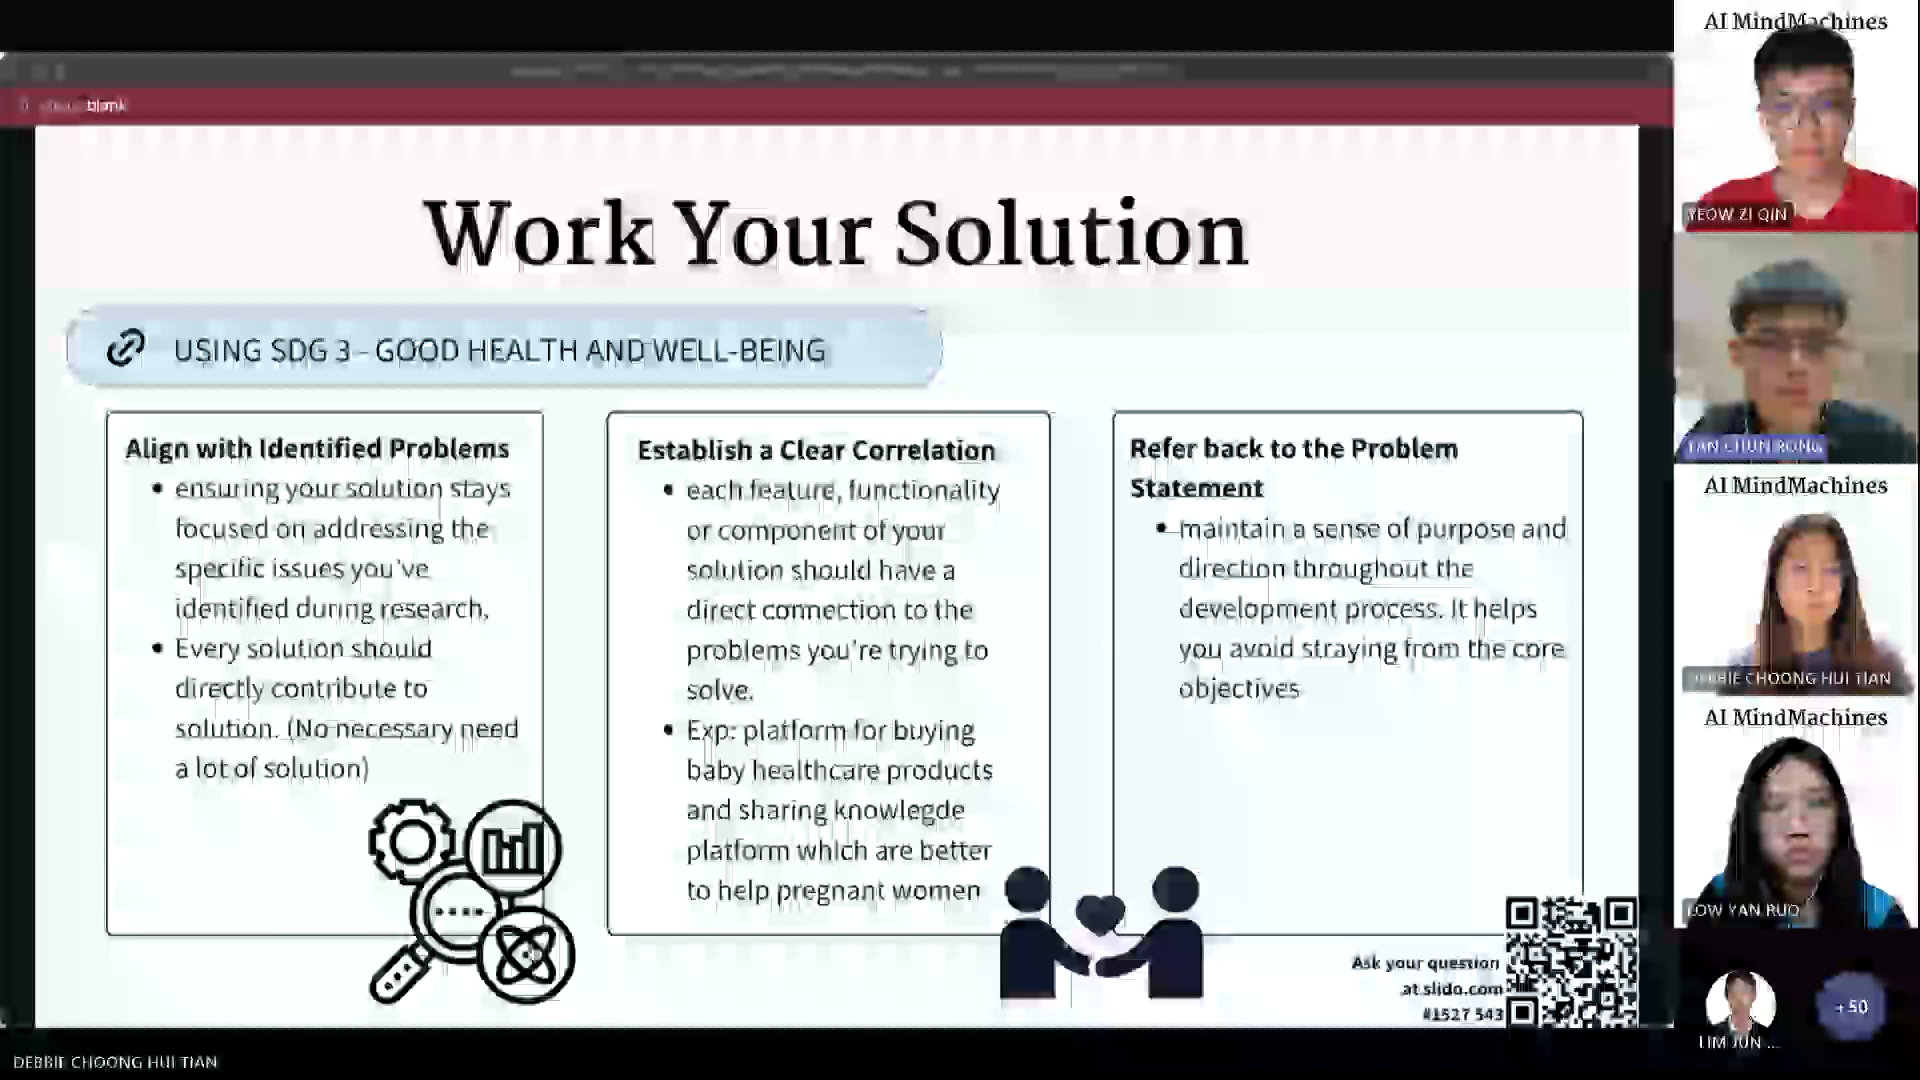 blank
Work Your Solution
USING SDG 3 - GOOD HEALTH AND WELL-BEING
Align with Identified Problems
• ensuring your solution stays
focused on addressing the
specific issues you've
identified during research.
• Every solution should
directly contribute to
solution. (No necessary need
a lot of solution)
Establish a Clear Correlation
• each feature, functionality
or component of your
solution should have a
direct connection to the
problems you're trying to
solve.
• Exp: platform for buying
baby healthcare products
and sharing knowlegde
platform which are better
to help pregnant women
Refer back to the Problem
Statement
• maintain a sense of purpose and
direction throughout the
development process. It helps
you avoid straying from the core
objectives
Ask your question
at slido.com
#1527 543
AI MindMachines
YEOW ZI QIN
TAN CHUN RONG
AI MindMachines
DEBBIE CHOONG HUI TIAN
AI MindMachines
LOW YAN RUO
LIM JUN ...
+50
DEBBIE CHOONG HUI TIAN